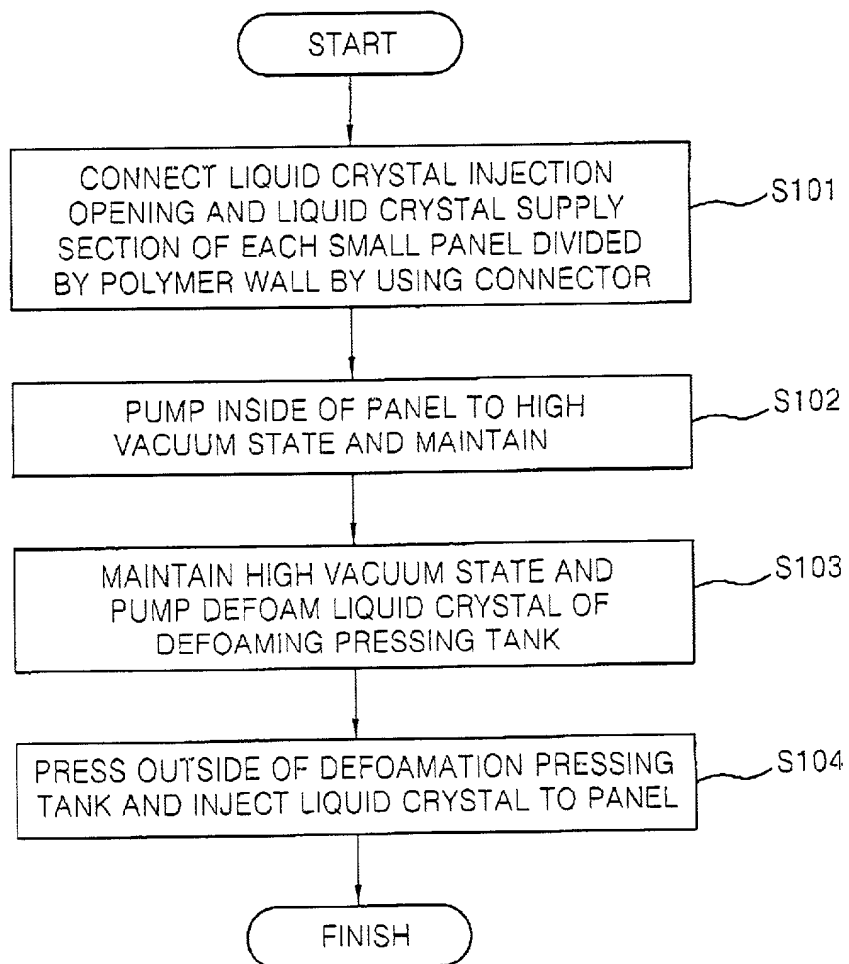 START
CONNECT LIQUID CRYSTAL INJECTION
OPENING AND LIQUID CRYSTAL SUPPLY
SECTION OF EACH SMALL PANEL DIVIDED
BY POLYMER WALL BY USING CONNECTOR
S101
PUMP INSIDE OF PANEL TO HIGH
VACUUM STATE AND MAINTAIN
S102
MAINTAIN HIGH VACUUM STATE AND
PUMP DEFOAM LIQUID CRYSTAL OF
DEFOAMING PRESSING TANK
S103
PRESS OUTSIDE OF DEFOAMATION PRESSING
TANK AND INJECT LIQUID CRYSTAL TO PANEL
S104
FINISH